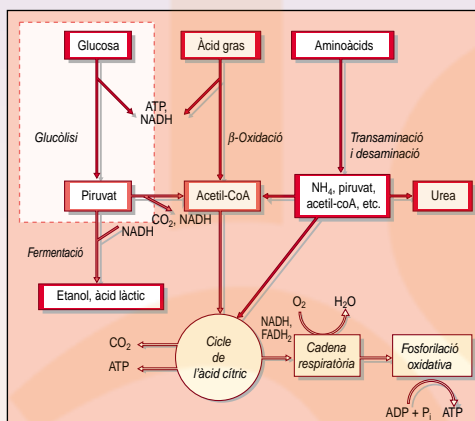 Glucosa
Àcid gras
Aminoàcids
ATP,
NADH
Glucòlisi
β-Oxidació
Transaminació
i desaminació
Piruvat
Acetil-CoA
NH₄, piruvat,
acetil-coA, etc.
Urea
CO₂, NADH
NADH
Fermentació
Etanol, àcid làctic
O₂
H₂O
NADH,
FADH₂
CO₂
ATP
Cicle
de
l'àcid cítric
Cadena
respiratòria
Fosforilació
oxidativa
ADP + Pᵢ
ATP